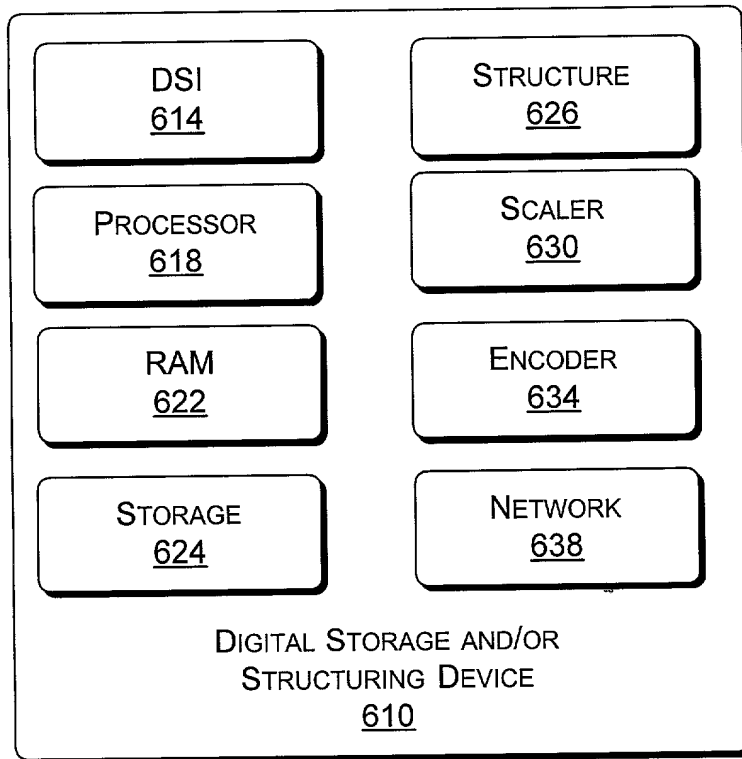 DSI
614
STRUCTURE
626
PROCESSOR
618
SCALER
630
RAM
622
ENCODER
634
STORAGE
624
NETWORK
638
DIGITAL STORAGE AND/OR
STRUCTURING DEVICE
610